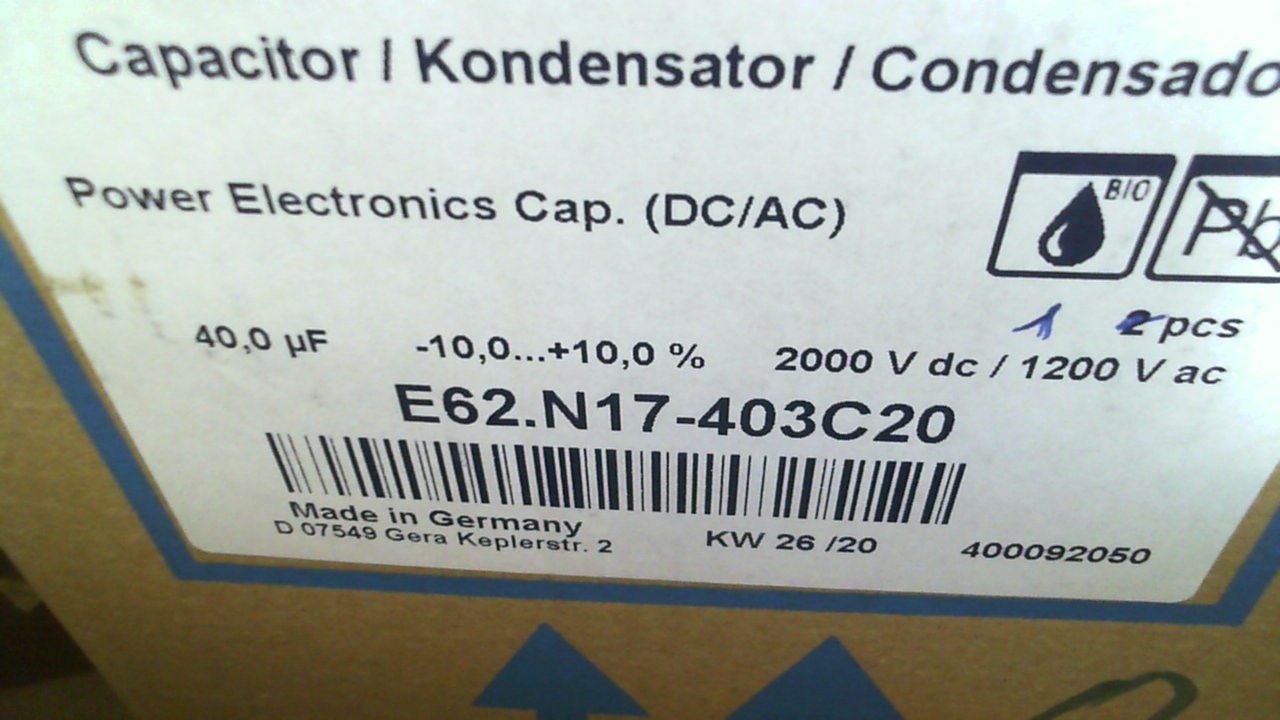 Capacitor / Kondensator / Condensado
Power Electronics Cap. (DC/AC)
BIO
Pb
1 2 pcs
40,0 µF -10,0...+10,0 % 2000 V dc / 1200 V ac
E62.N17-403C20
Made in Germany
D 07549 Gera Keplerstr. 2 KW 26 /20 400092050